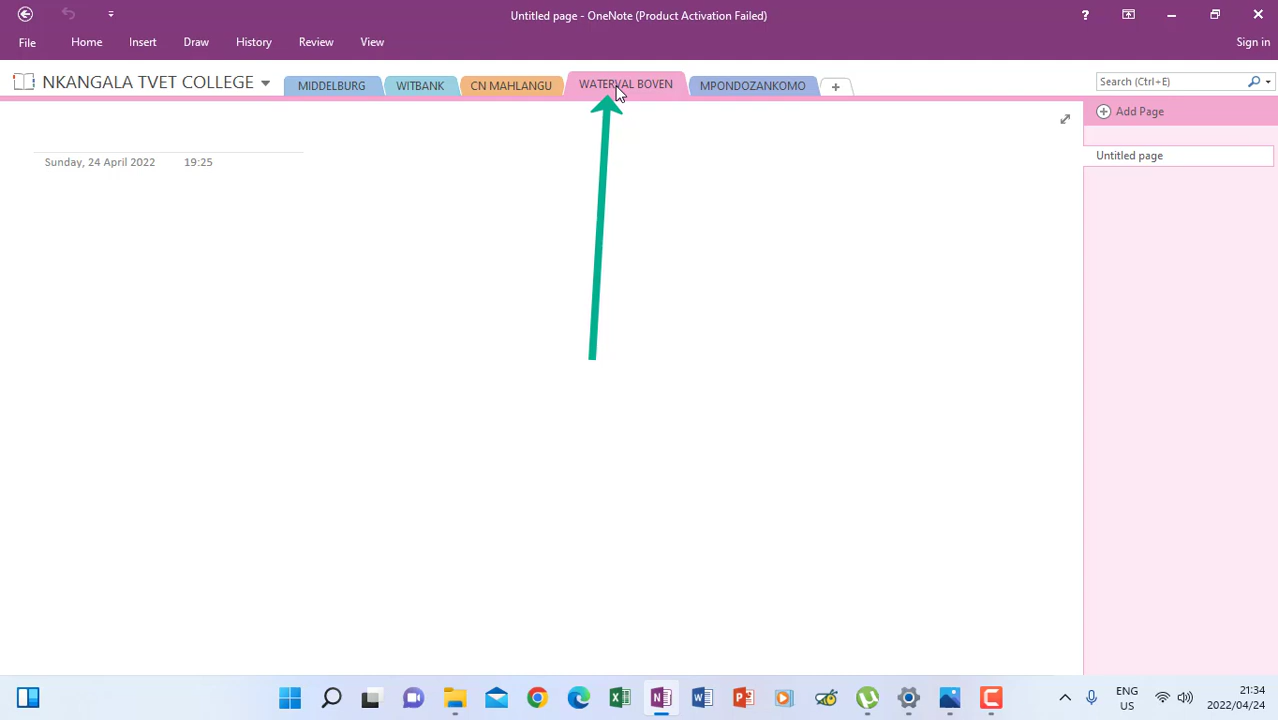 Untitled page - OneNote (Product Activation Failed)
?
File Home Insert Draw History Review View Sign in
NKANGALA TVET COLLEGE MIDDELBURG WITBANK CN MAHLANGU WATERVAL BOVEN MPONDOZANKOMO + Search (Ctrl+E)
Add Page
Untitled page
Sunday, 24 April 2022 19:25
ENG 21:34
US 2022/04/24